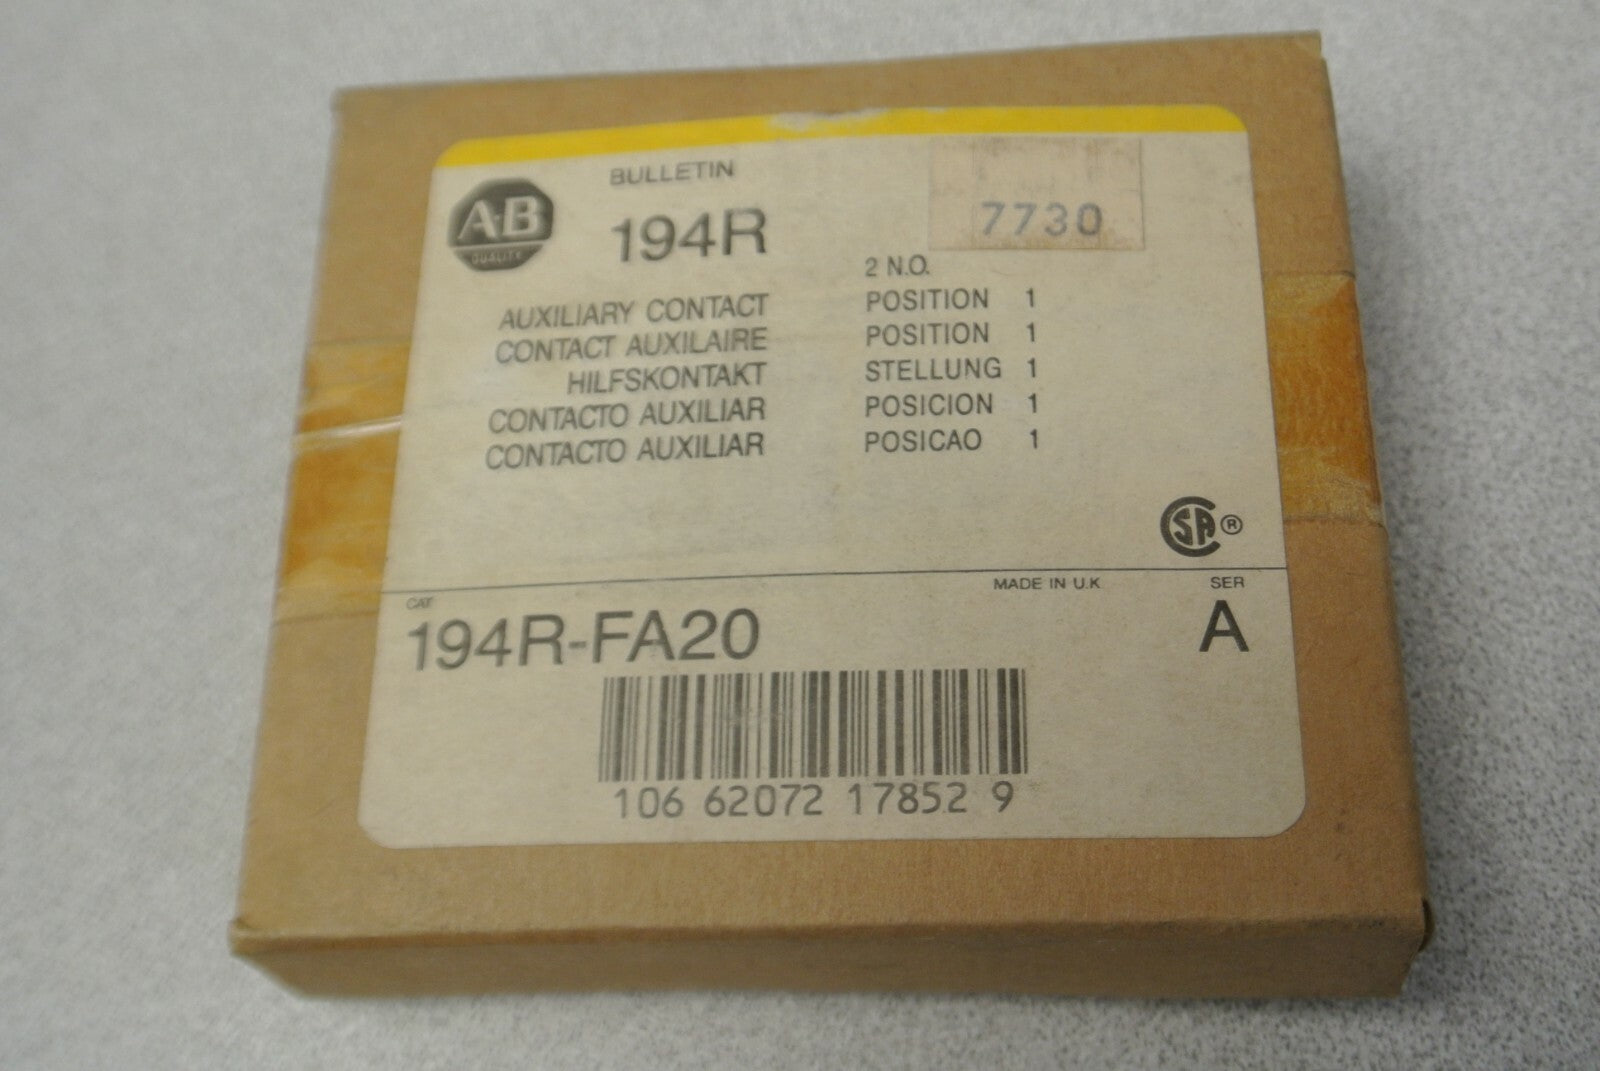 BULLETIN
A-B
QUALITY
194R
7730
2 N.O.
AUXILIARY CONTACT POSITION 1
CONTACT AUXILAIRE POSITION 1
HILFSKONTAKT STELLUNG 1
CONTACTO AUXILIAR POSICION 1
CONTACTO AUXILIAR POSICAO 1
SA ®
CAT
MADE IN U.K.
SER
194R-FA20
A
106 62072 17852 9